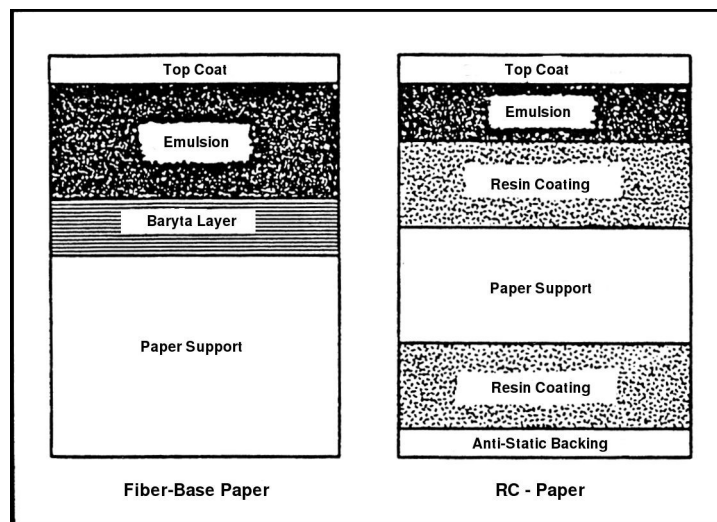 Top Coat
Emulsion
Baryta Layer
Paper Support
Fiber-Base Paper
Top Coat
Emulsion
Resin Coating
Paper Support
Resin Coating
Anti-Static Backing
RC - Paper